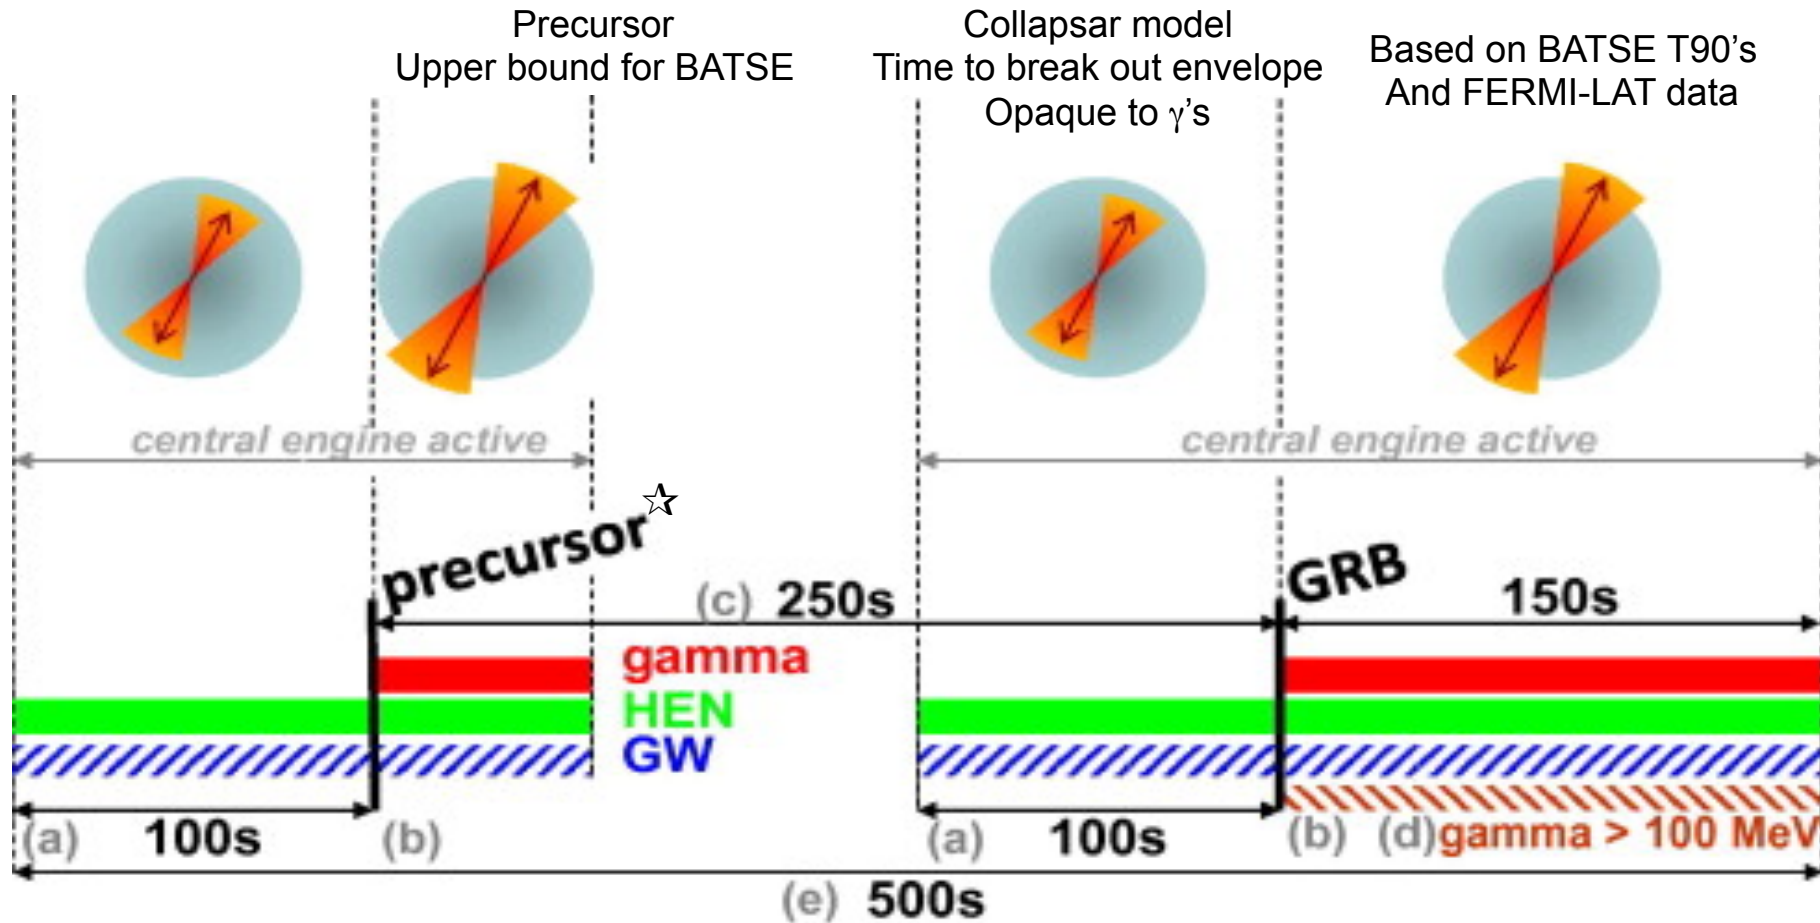 Precursor
Upper bound for BATSE
Collapsar model
Time to break out envelope
Opaque to γ's
Based on BATSE T90's
And FERMI-LAT data
central engine active
central engine active
precursor☆
GRB
(c) 250s
150s
gamma
HEN
GW
(a) 100s (b)
(a) 100s (b) (d) gamma > 100 MeV
(e) 500s